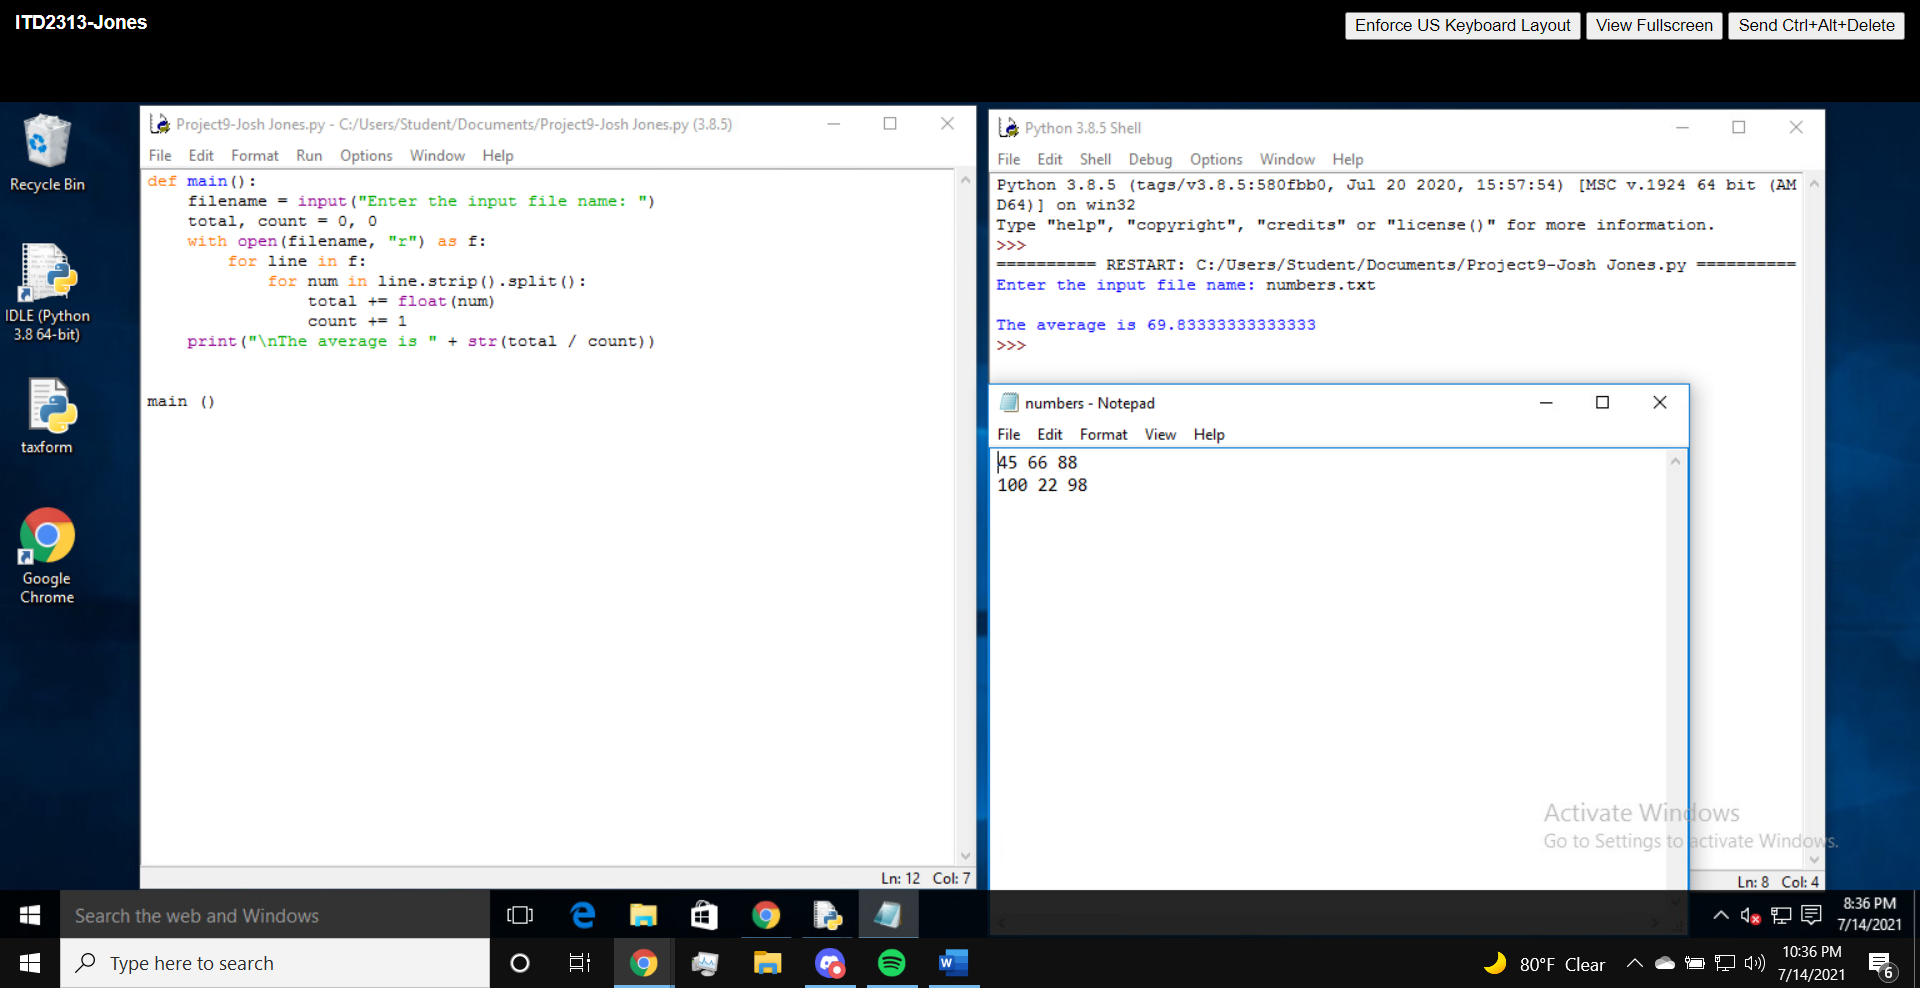 ITD2313-Jones
Enforce US Keyboard Layout
View Fullscreen
Send Ctrl+Alt+Delete
Recycle Bin
IDLE (Python
3.8 64-bit)
taxform
Google
Chrome
Project9-Josh Jones.py - C:/Users/Student/Documents/Project9-Josh Jones.py (3.8.5)
File Edit Format Run Options Window Help
def main():
    filename = input("Enter the input file name: ")
    total, count = 0, 0
    with open(filename, "r") as f:
        for line in f:
            for num in line.strip().split():
                total += float(num)
                count += 1
    print("\nThe average is " + str(total / count))
main ()
Ln: 12 Col: 7
Python 3.8.5 Shell
File Edit Shell Debug Options Window Help
Python 3.8.5 (tags/v3.8.5:580fbb0, Jul 20 2020, 15:57:54) [MSC v.1924 64 bit (AM
D64)] on win32
Type "help", "copyright", "credits" or "license()" for more information.
>>>
========== RESTART: C:/Users/Student/Documents/Project9-Josh Jones.py ==========
Enter the input file name: numbers.txt
The average is 69.83333333333333
>>>
numbers - Notepad
File Edit Format View Help
45 66 88
100 22 98
Activate Windows
Go to Settings to activate Windows.
Ln: 8 Col: 4
Search the web and Windows
8:36 PM
7/14/2021
Type here to search
80°F Clear
10:36 PM
7/14/2021
6